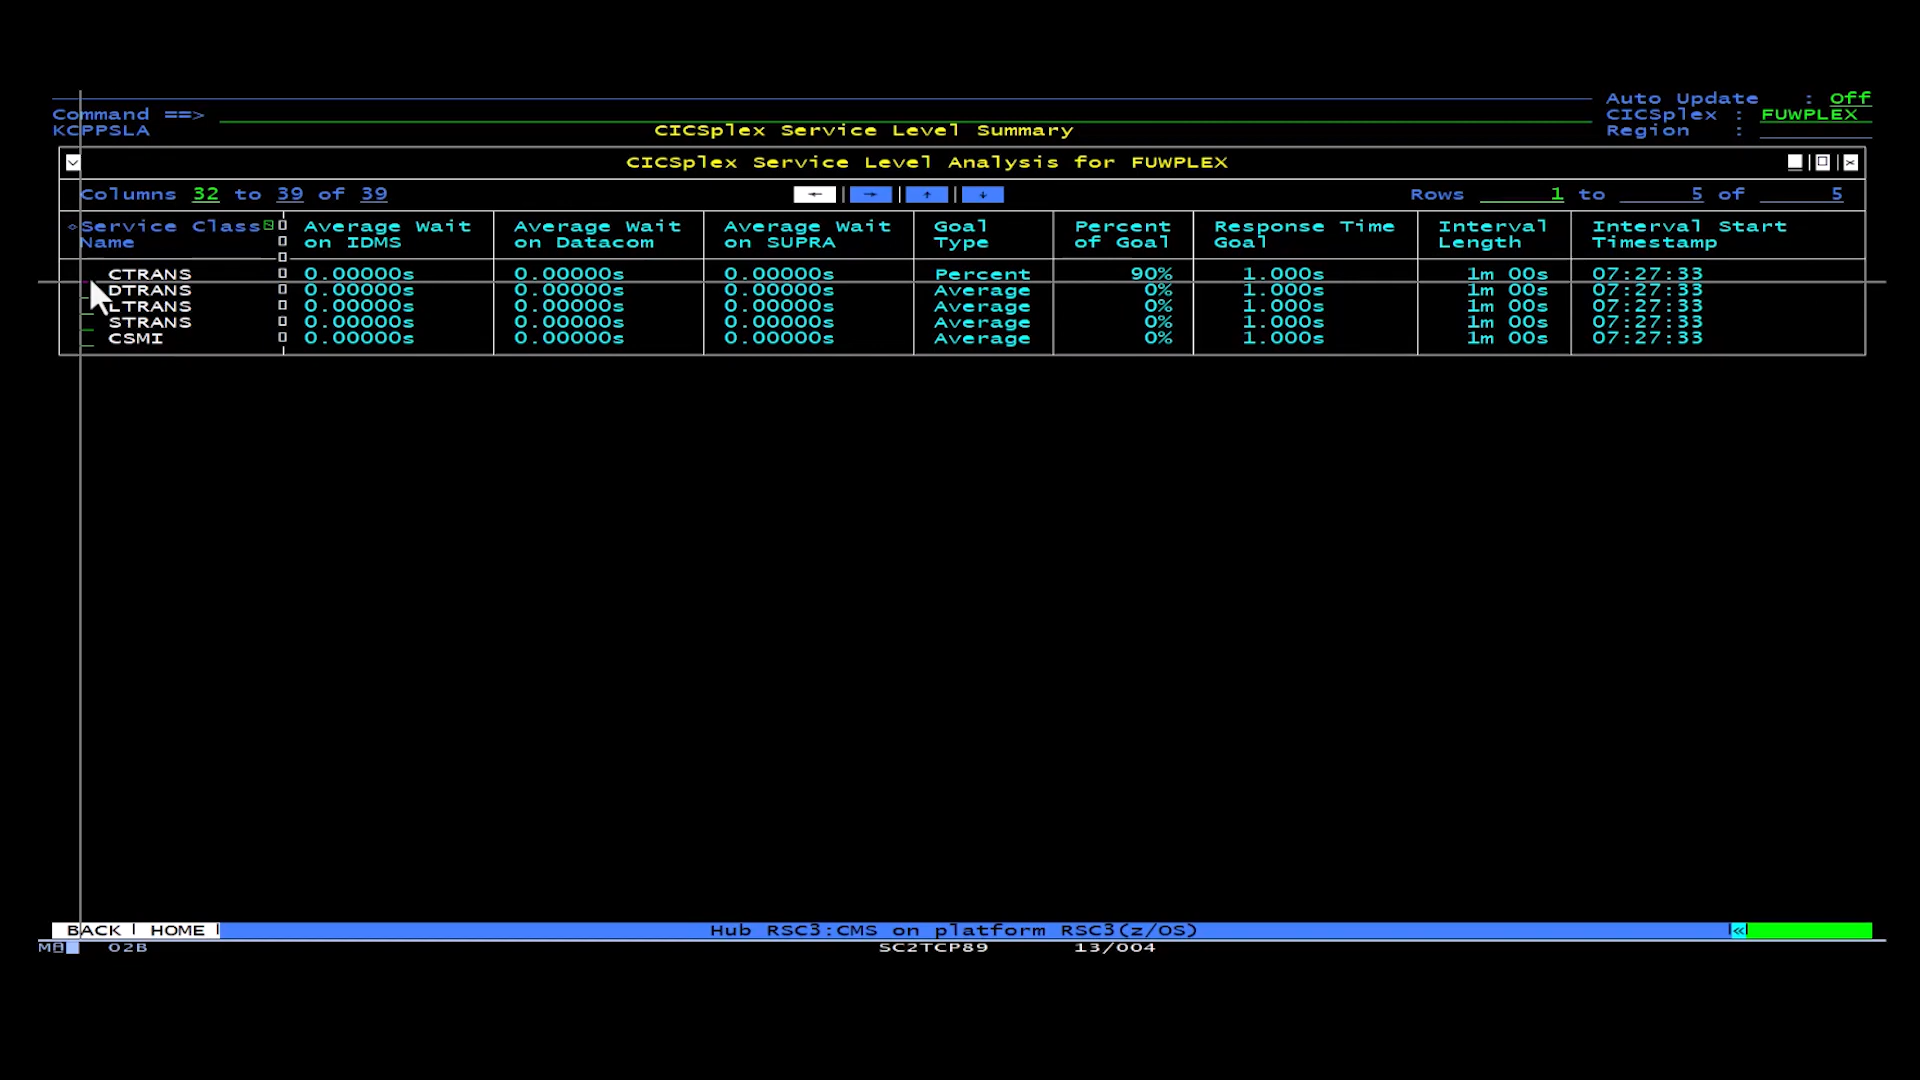 Auto Update : Off
Command ==> CICSplex : FUWPLEX
KCPPSLA CICSplex Service Level Summary Region :
CICSplex Service Level Analysis for FUWPLEX
Columns 32 to 39 of 39 ← → ↑ ↓ Rows 1 to 5 of 5
Service Class Average Wait Average Wait Average Wait Goal Percent Response Time Interval Interval Start
Name on IDMS on Datacom on SUPRA Type of Goal Goal Length Timestamp
CTRANS 0.00000s 0.00000s 0.00000s Percent 90% 1.000s 1m 00s 07:27:33
DTRANS 0.00000s 0.00000s 0.00000s Average 0% 1.000s 1m 00s 07:27:33
LTRANS 0.00000s 0.00000s 0.00000s Average 0% 1.000s 1m 00s 07:27:33
STRANS 0.00000s 0.00000s 0.00000s Average 0% 1.000s 1m 00s 07:27:33
CSMI 0.00000s 0.00000s 0.00000s Average 0% 1.000s 1m 00s 07:27:33
BACK | HOME | Hub RSC3:CMS on platform RSC3(z/OS) «
02B SC2TCP89 13/004